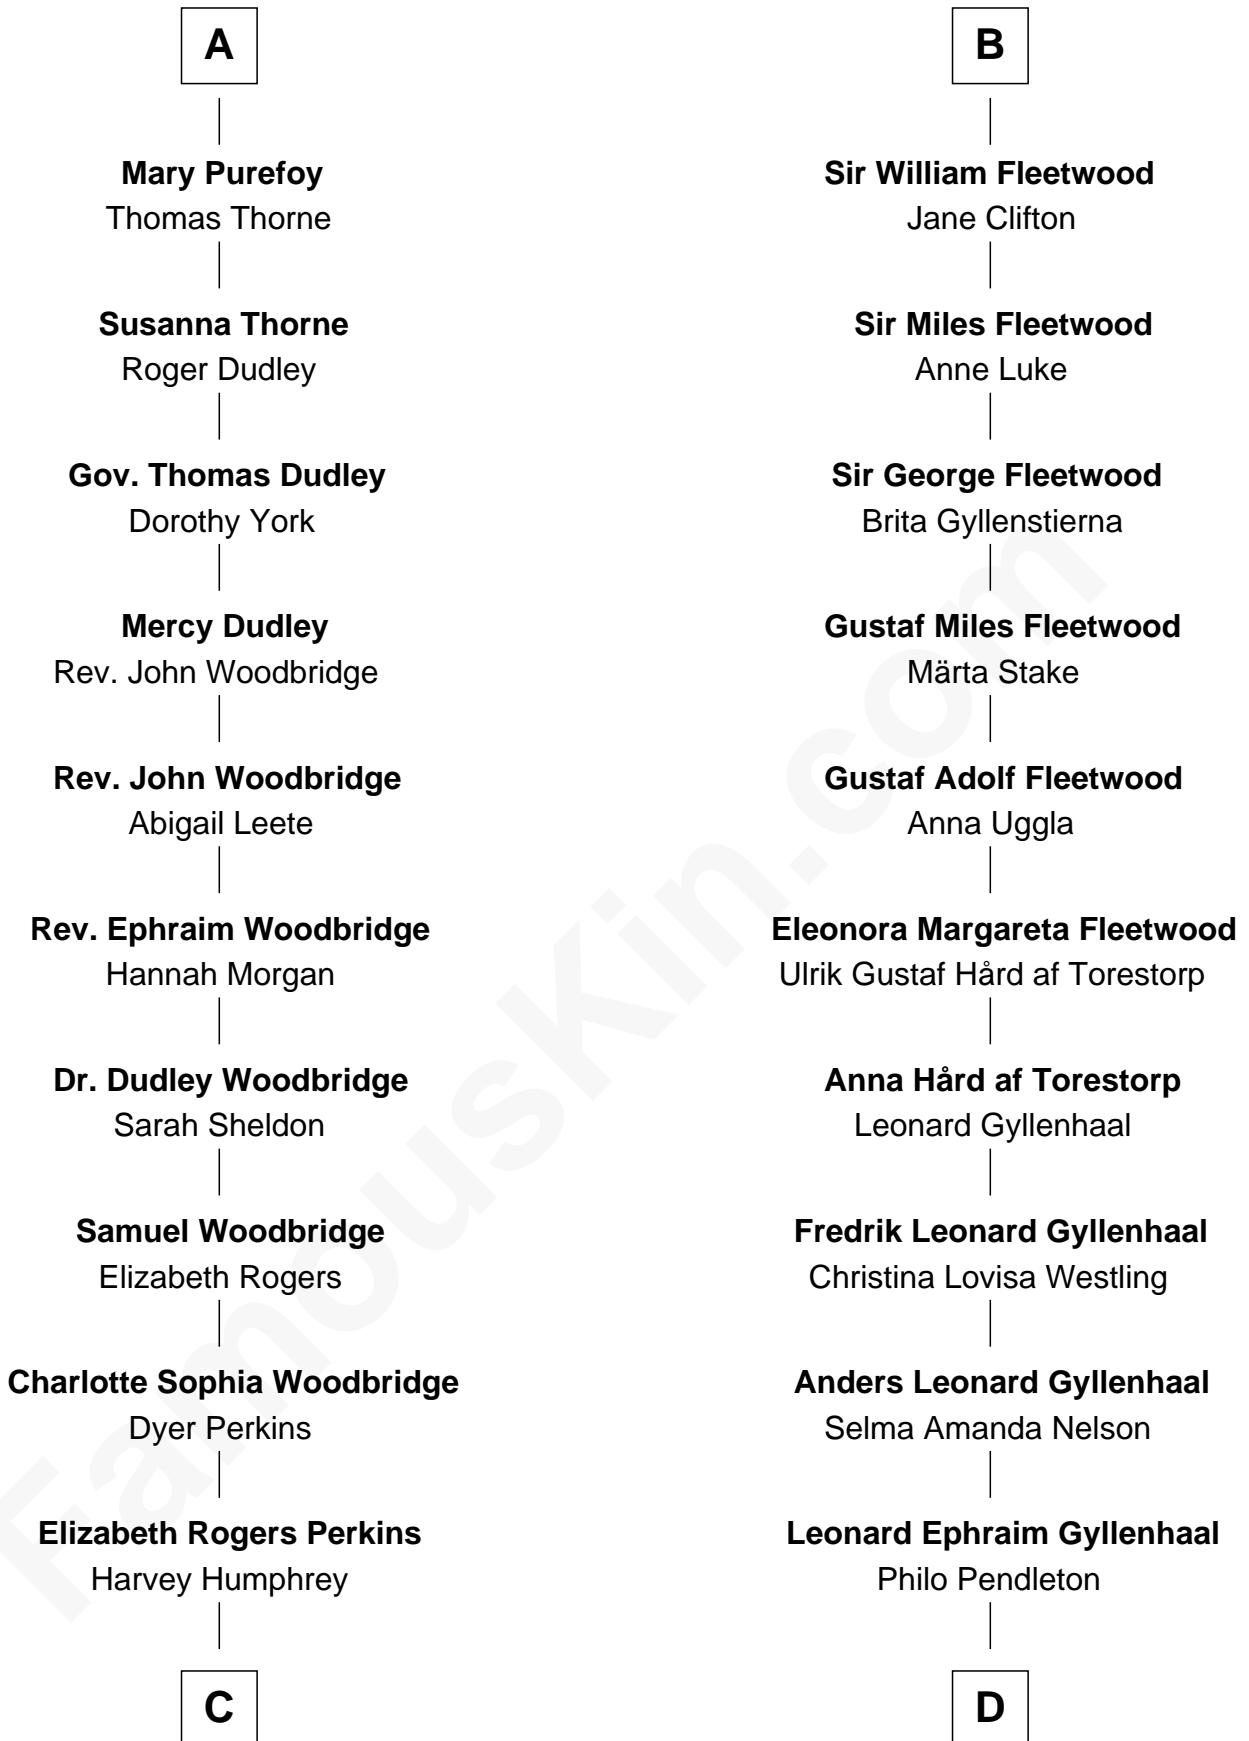 A
Mary Purefoy
Thomas Thorne
Susanna Thorne
Roger Dudley
Gov. Thomas Dudley
Dorothy York
Mercy Dudley
Rev. John Woodbridge
Rev. John Woodbridge
Abigail Leete
Rev. Ephraim Woodbridge
Hannah Morgan
Dr. Dudley Woodbridge
Sarah Sheldon
Samuel Woodbridge
Elizabeth Rogers
Charlotte Sophia Woodbridge
Dyer Perkins
Elizabeth Rogers Perkins
Harvey Humphrey
C
B
Sir William Fleetwood
Jane Clifton
Sir Miles Fleetwood
Anne Luke
Sir George Fleetwood
Brita Gyllenstierna
Gustaf Miles Fleetwood
Märta Stake
Gustaf Adolf Fleetwood
Anna Uggla
Eleonora Margareta Fleetwood
Ulrik Gustaf Hård af Torestorp
Anna Hård af Torestorp
Leonard Gyllenhaal
Fredrik Leonard Gyllenhaal
Christina Lovisa Westling
Anders Leonard Gyllenhaal
Selma Amanda Nelson
Leonard Ephraim Gyllenhaal
Philo Pendleton
D
FamousKin.com